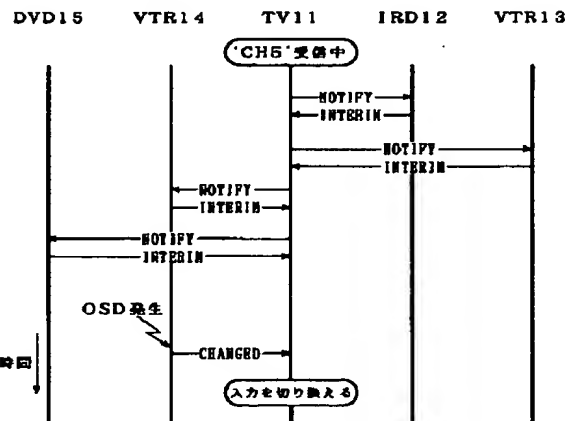 DVD15 VTR14 TV11 IRD12 VTR13
'CH5'受信中
NOTIFY
INTERIM
NOTIFY
INTERIM
NOTIFY
INTERIM
NOTIFY
INTERIM
OSD発生
CHANGED
時間
入力を切り換える